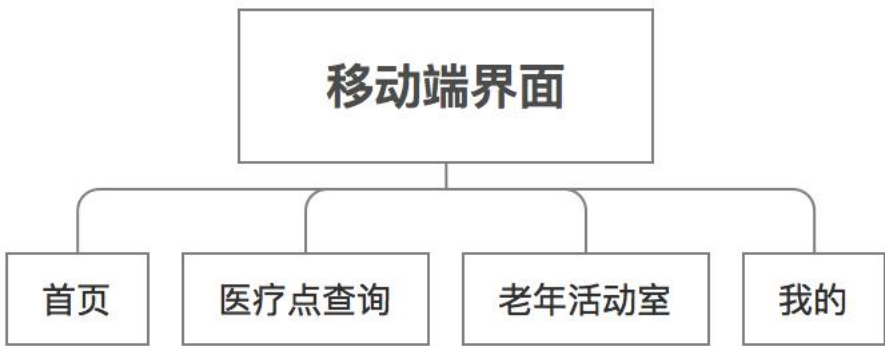 移动端界面
首页
医疗点查询
老年活动室
我的